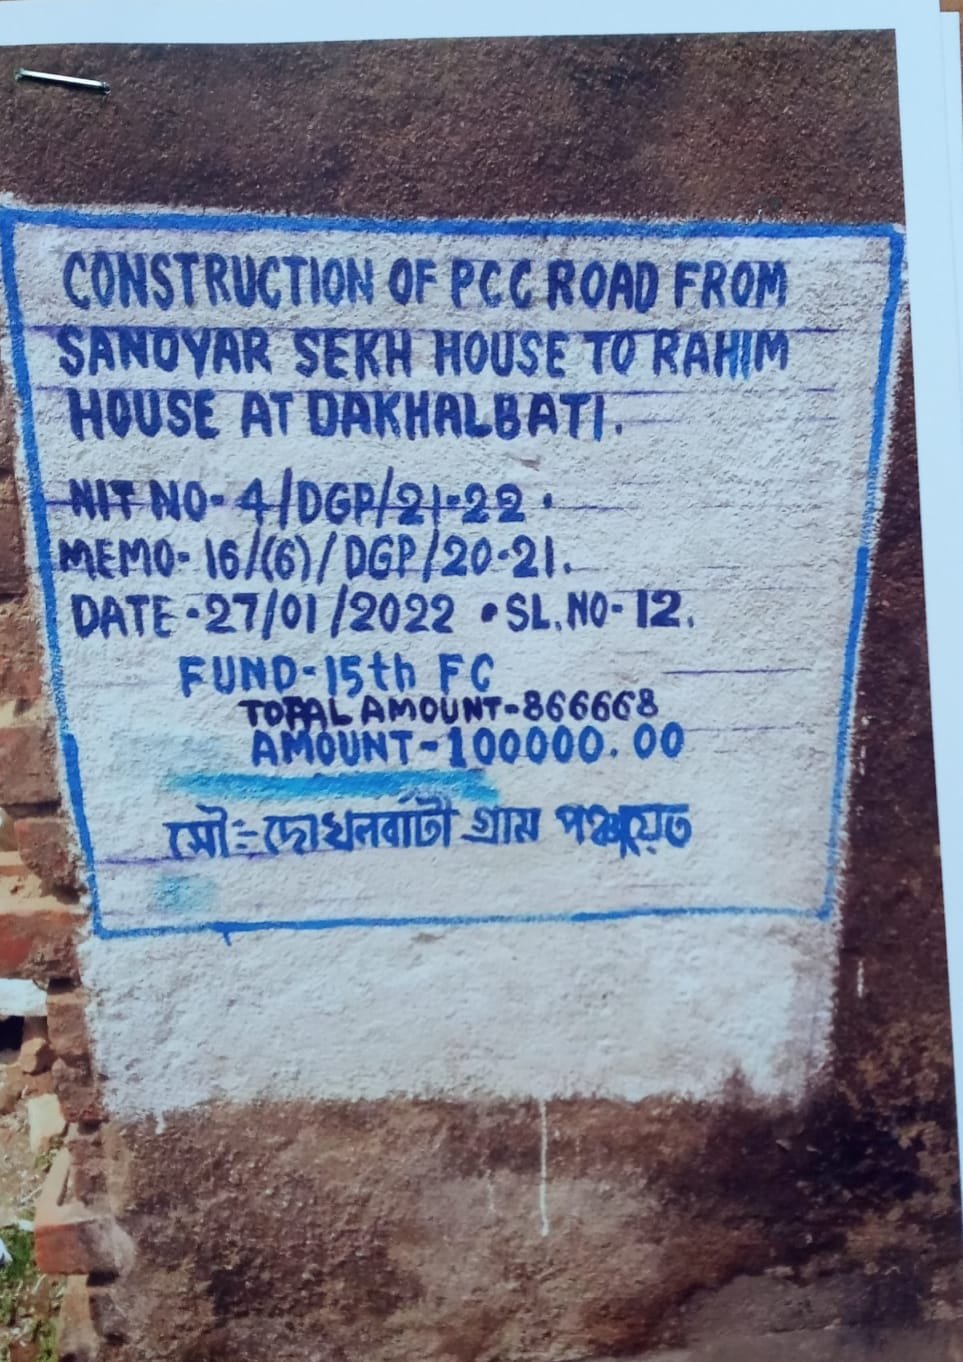 CONSTRUCTION OF PCC ROAD FROM
SANOYAR SEKH HOUSE TO RAHIM
HOUSE AT DAKHALBATI.
NIT NO- 4/DGP/21-22.
MEMO- 16/(6)/DGP/20-21.
DATE-27/01/2022 • SL. NO- 12.
FUND-15th FC
TOTAL AMOUNT-866668
AMOUNT-100000.00
সৌঃ- দোখলবাটী গ্রাম পঞ্চায়েত